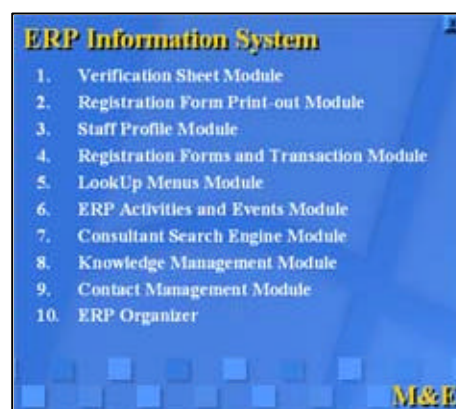 ERP Information System
1. Verification Sheet Module
2. Registration Form Print-out Module
3. Staff Profile Module
4. Registration Forms and Transaction Module
5. LookUp Menus Module
6. ERP Activities and Events Module
7. Consultant Search Engine Module
8. Knowledge Management Module
9. Contact Management Module
10. ERP Organizer
M&E